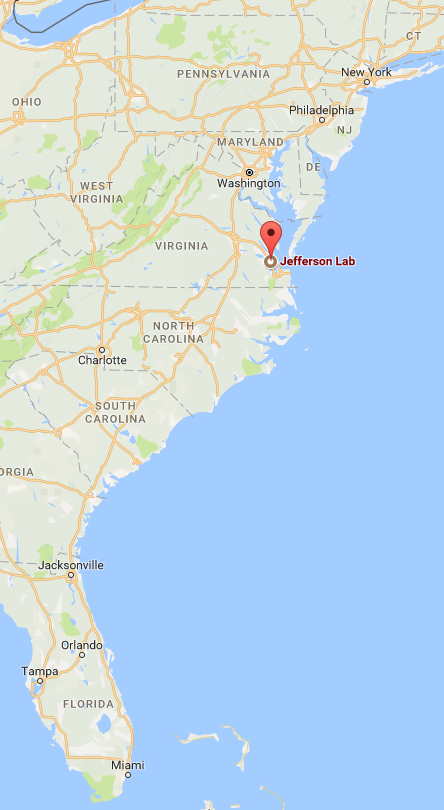 CT
New York
PENNSYLVANIA
OHIO
Philadelphia
NJ
MARYLAND
DE
Washington
WEST
VIRGINIA
VIRGINIA
Jefferson Lab
NORTH
CAROLINA
Charlotte
SOUTH
CAROLINA
ORGIA
Jacksonville
Orlando
Tampa
FLORIDA
Miami